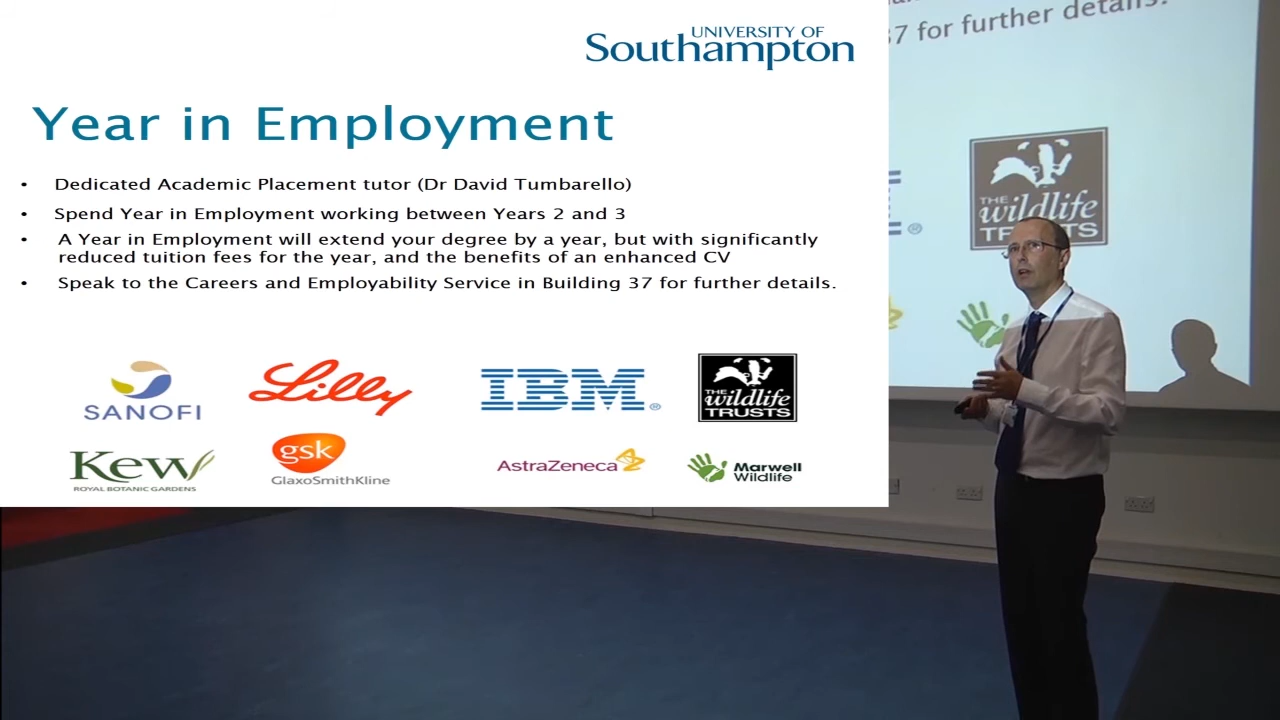 UNIVERSITY OF
Southampton
Year in Employment
• Dedicated Academic Placement tutor (Dr David Tumbarello)
• Spend Year in Employment working between Years 2 and 3
• A Year in Employment will extend your degree by a year, but with significantly
reduced tuition fees for the year, and the benefits of an enhanced CV
• Speak to the Careers and Employability Service in Building 37 for further details.
SANOFI
Lilly
IBM®
THE
wildlife
TRUSTS
Kew
ROYAL BOTANIC GARDENS
gsk
GlaxoSmithKline
AstraZeneca
Marwell
Wildlife
37 for further details.
®
THE
wildlife
TRUSTS